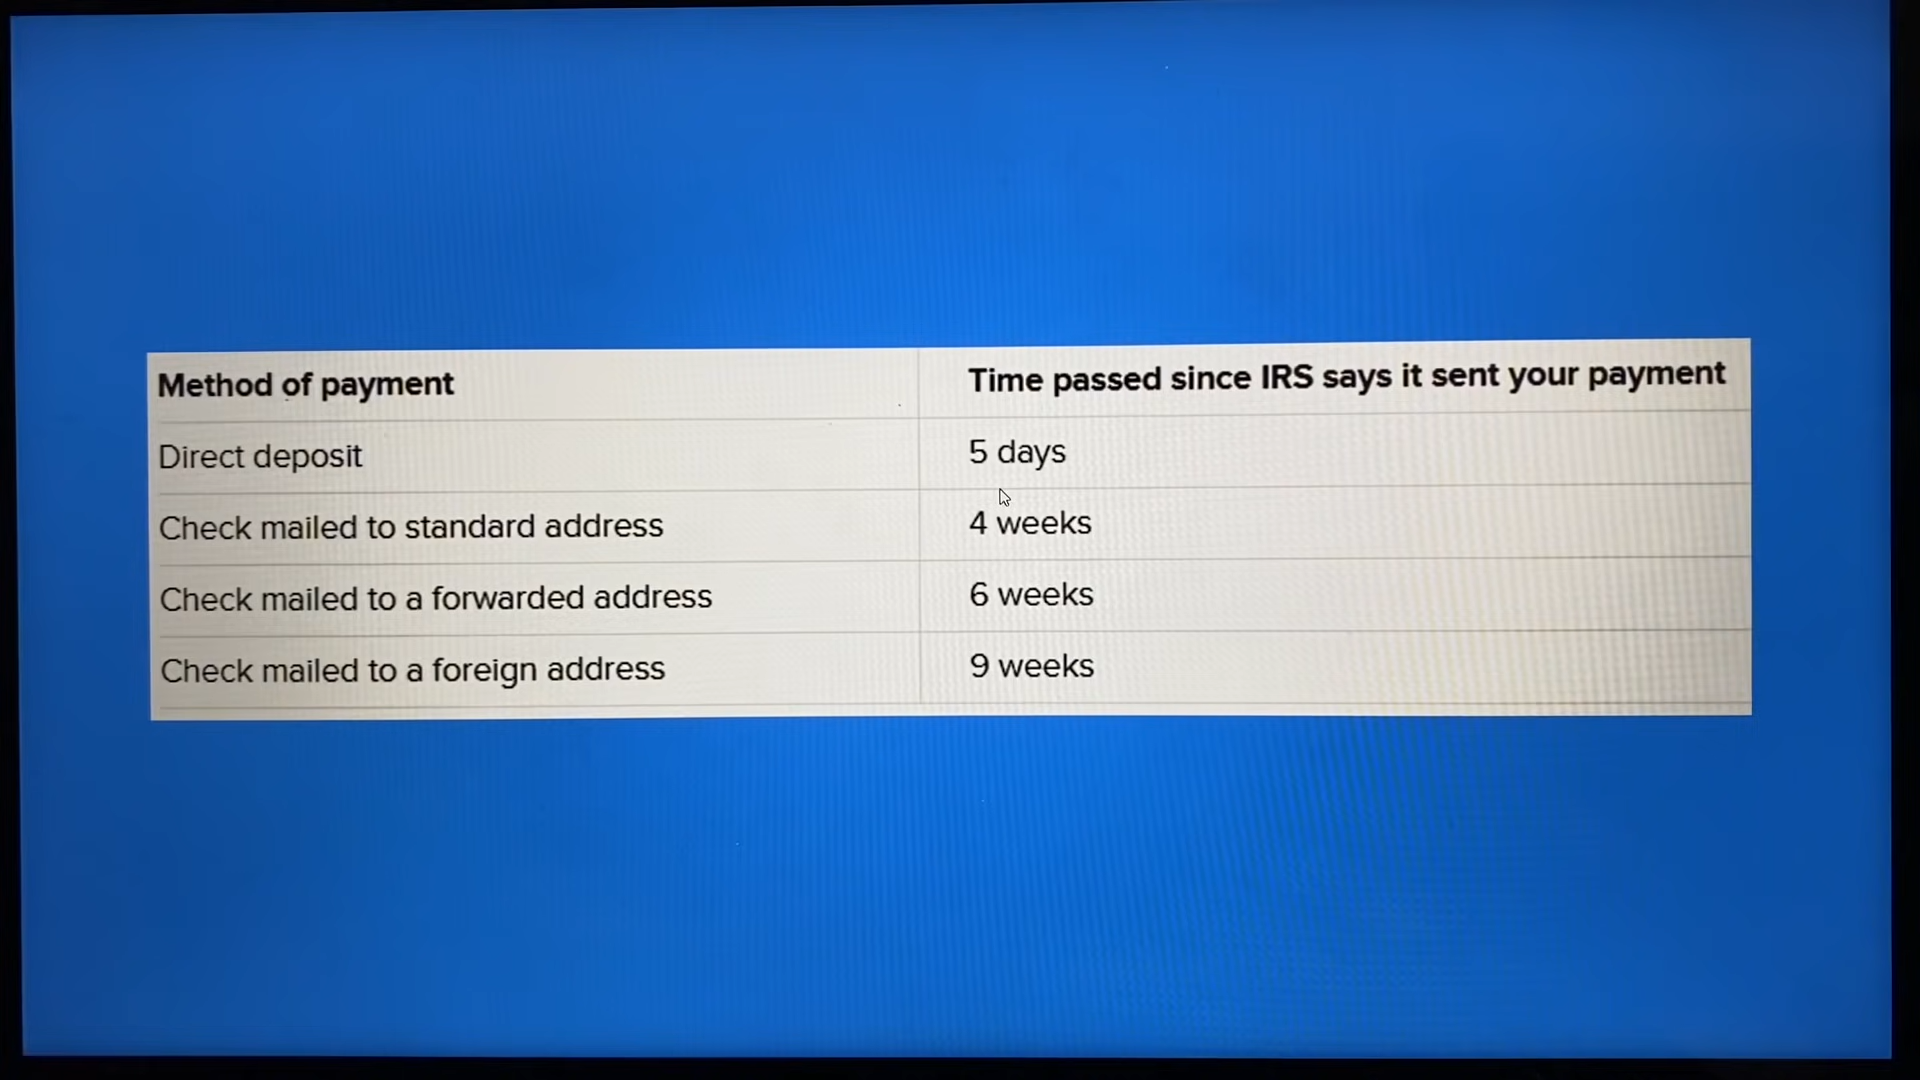 Method of payment Time passed since IRS says it sent your payment
Direct deposit 5 days
Check mailed to standard address 4 weeks
Check mailed to a forwarded address 6 weeks
Check mailed to a foreign address 9 weeks